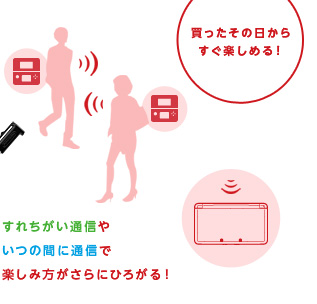 買ったその日から
すぐ楽しめる！
すれちがい通信や
いつの間に通信で
楽しみ方がさらにひろがる！